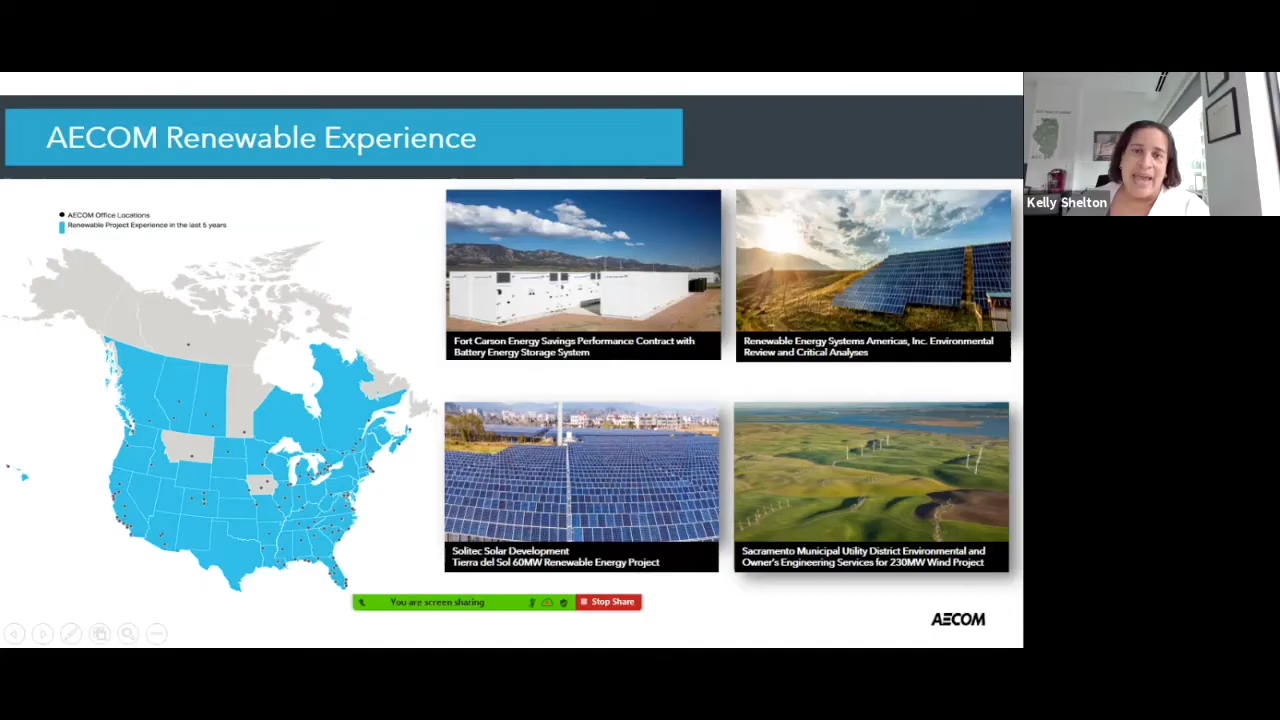 AECOM Renewable Experience
AECOM Office Locations
Renewable Project Experience in the last 5 years
Fort Carson Energy Savings Performance Contract with
Battery Energy Storage System
Renewable Energy Systems Americas, Inc. Environmental
Review and Critical Analyses
Solitec Solar Development
Tierra del Sol 60MW Renewable Energy Project
Sacramento Municipal Utility District Environmental and
Owner's Engineering Services for 230MW Wind Project
You are screen sharing
Stop Share
AECOM
Kelly Shelton